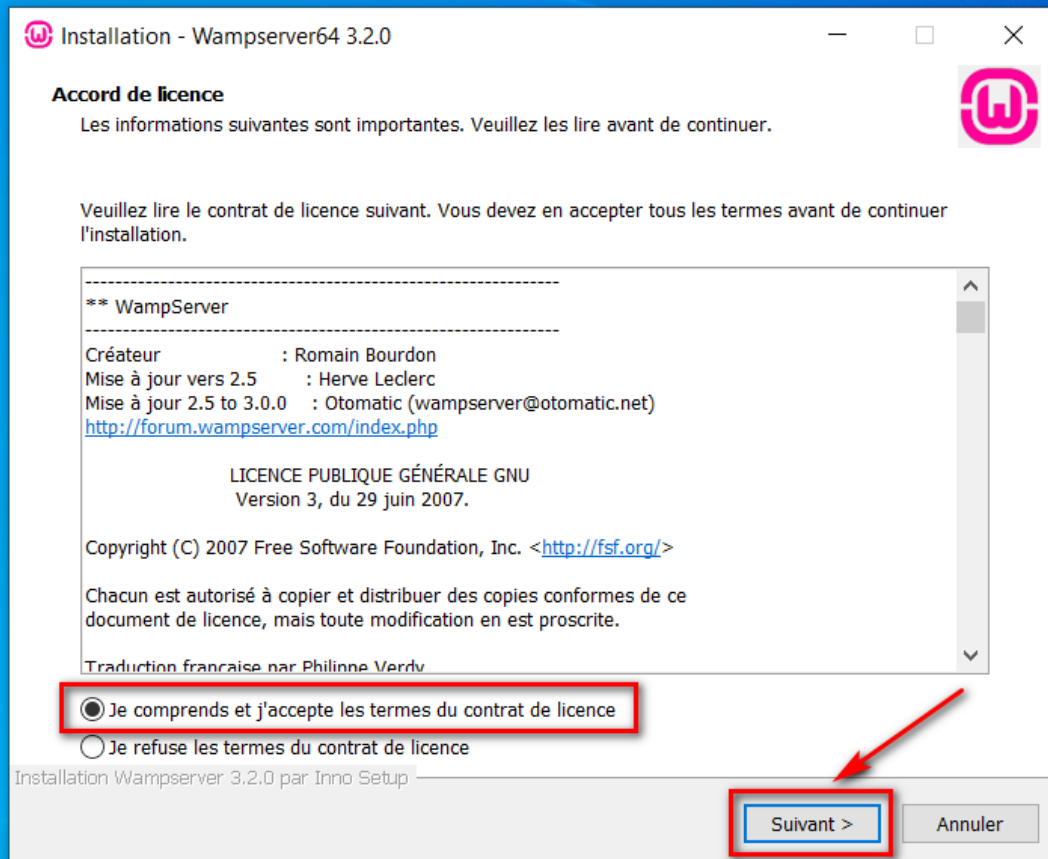 Installation - Wampserver64 3.2.0
Accord de licence
Les informations suivantes sont importantes. Veuillez les lire avant de continuer.
Veuillez lire le contrat de licence suivant. Vous devez en accepter tous les termes avant de continuer
l'installation.
---------------------------------------------------------------
** WampServer
---------------------------------------------------------------
Créateur : Romain Bourdon
Mise à jour vers 2.5 : Herve Leclerc
Mise à jour 2.5 to 3.0.0 : Otomatic (wampserver@otomatic.net)
http://forum.wampserver.com/index.php
LICENCE PUBLIQUE GÉNÉRALE GNU
Version 3, du 29 juin 2007.
Copyright (C) 2007 Free Software Foundation, Inc. <http://fsf.org/>
Chacun est autorisé à copier et distribuer des copies conformes de ce
document de licence, mais toute modification en est proscrite.
Traduction française par Philippe Verdy
Je comprends et j'accepte les termes du contrat de licence
Je refuse les termes du contrat de licence
Installation Wampserver 3.2.0 par Inno Setup
Suivant >
Annuler